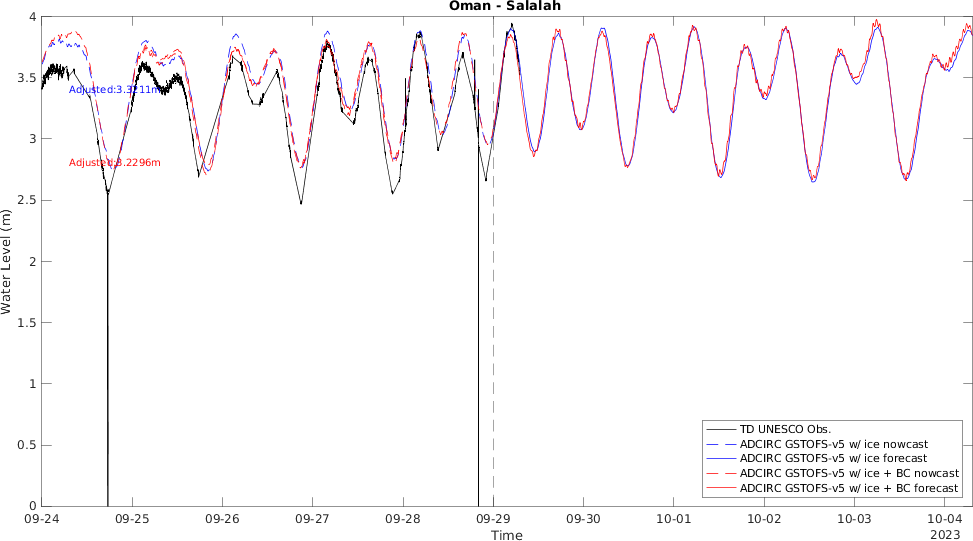 Oman - Salalah
4
3.5
3
2.5
2
1.5
1
0.5
0
Water Level (m)
Adjusted:3.3211m
Adjusted:3.2296m
TD UNESCO Obs.
ADCIRC GSTOFS-v5 w/ ice nowcast
ADCIRC GSTOFS-v5 w/ ice forecast
ADCIRC GSTOFS-v5 w/ ice + BC nowcast
ADCIRC GSTOFS-v5 w/ ice + BC forecast
09-24 09-25 09-26 09-27 09-28 09-29 09-30 10-01 10-02 10-03 10-04
2023
Time